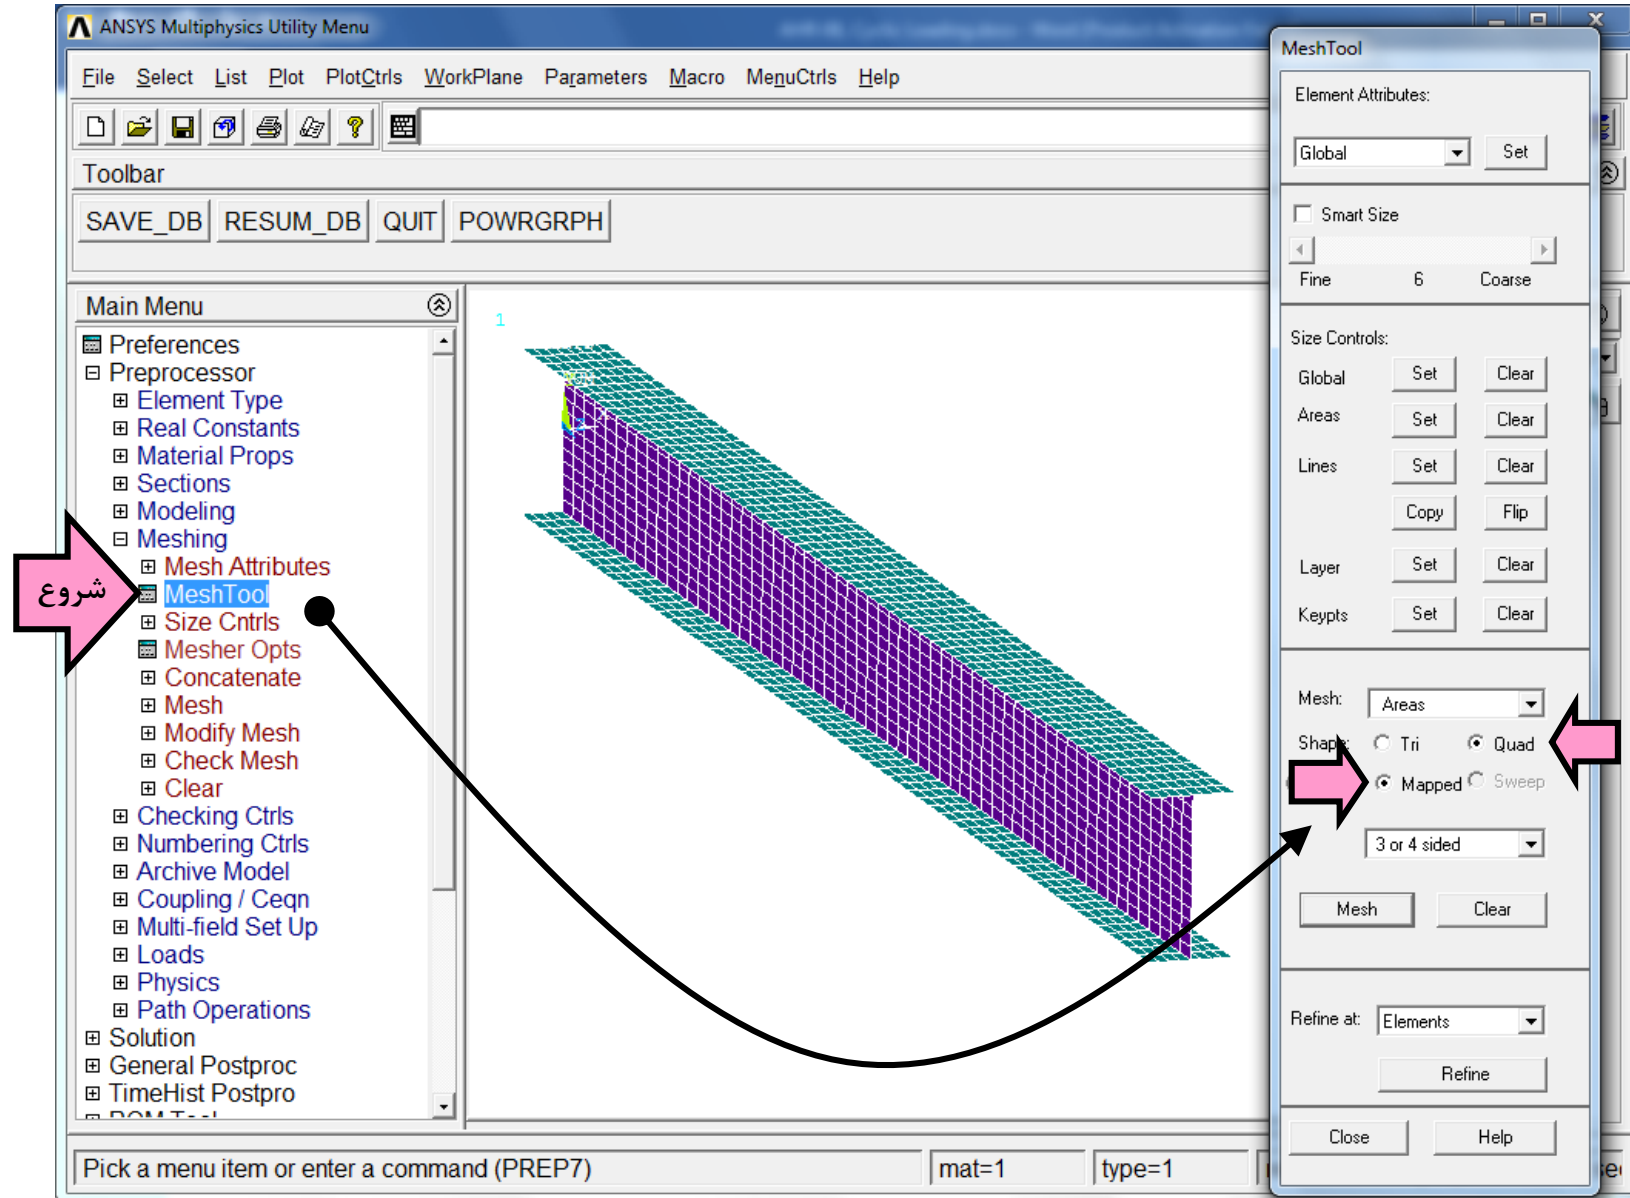 ANSYS Multiphysics Utility Menu
File Select List Plot PlotCtrls WorkPlane Parameters Macro MenuCtrls Help
Toolbar
SAVE_DB RESUM_DB QUIT POWRGRPH
Main Menu
Preferences
Preprocessor
Element Type
Real Constants
Material Props
Sections
Modeling
Meshing
Mesh Attributes
MeshTool
Size Cntrls
Mesher Opts
Concatenate
Mesh
Modify Mesh
Check Mesh
Clear
Checking Ctrls
Numbering Ctrls
Archive Model
Coupling / Ceqn
Multi-field Set Up
Loads
Physics
Path Operations
Solution
General Postproc
TimeHist Postpro
شروع
1
MeshTool
Element Attributes:
Global Set
Smart Size
Fine 6 Coarse
Size Controls:
Global Set Clear
Areas Set Clear
Lines Set Clear
Copy Flip
Layer Set Clear
Keypts Set Clear
Mesh: Areas
Shape: Tri Quad
Mapped Sweep
3 or 4 sided
Mesh Clear
Refine at: Elements
Refine
Close Help
Pick a menu item or enter a command (PREP7) mat=1 type=1